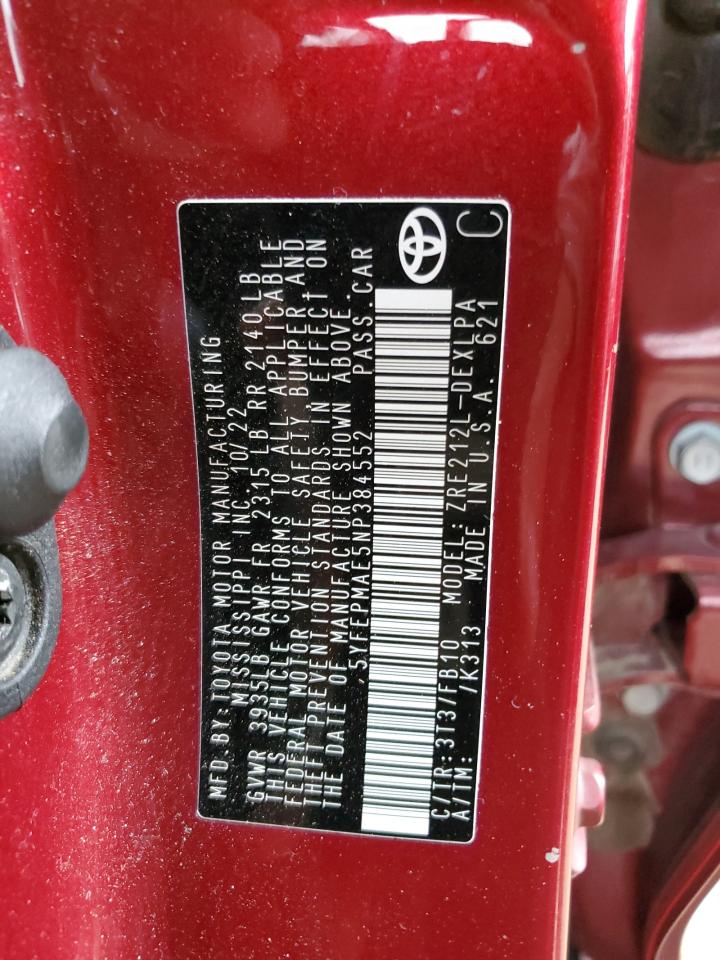 MFD BY: TOYOTA MOTOR MANUFACTURING
MISSISSIPPI INC. 10/22
GVWR 3935LB GAWR FR 2315 LB RR 2140 LB
THIS VEHICLE CONFORMS TO ALL APPLICABLE
FEDERAL MOTOR VEHICLE SAFETY BUMPER, AND
THEFT PREVENTION STANDARDS IN EFFECT ON
THE DATE OF MANUFACTURE SHOWN ABOVE.
5YFEPMAE5NP384552 PASS.CAR
C/TR: 3T3/FB10 MODEL: ZRE212L-DEXLPA
A/TM: /K313 MADE IN U.S.A. 621
C